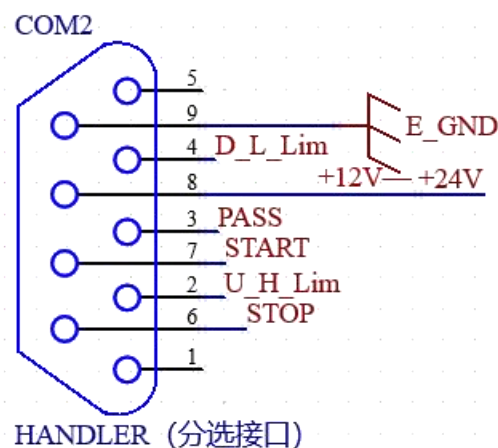 COM2
5
9
E_GND
4
D_L_Lim
8
+12V— +24V
3
PASS
7
START
2
U_H_Lim
6
STOP
1
HANDLER（分选接口）